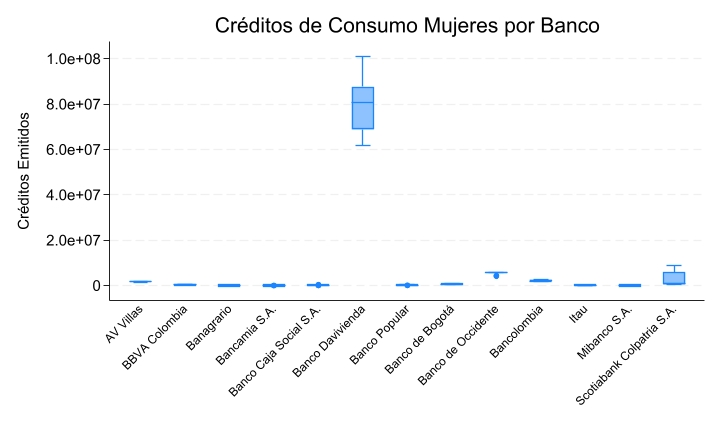 Créditos de Consumo Mujeres por Banco
Créditos Emitidos
1.0e+08
8.0e+07
6.0e+07
4.0e+07
2.0e+07
0
AV Villas
BBVA Colombia
Banagrario
Bancamia S.A.
Banco Caja Social S.A.
Banco Davivienda
Banco Popular
Banco de Bogotá
Banco de Occidente
Bancolombia
Itau
Mibanco S.A.
Scotiabank Colpatria S.A.